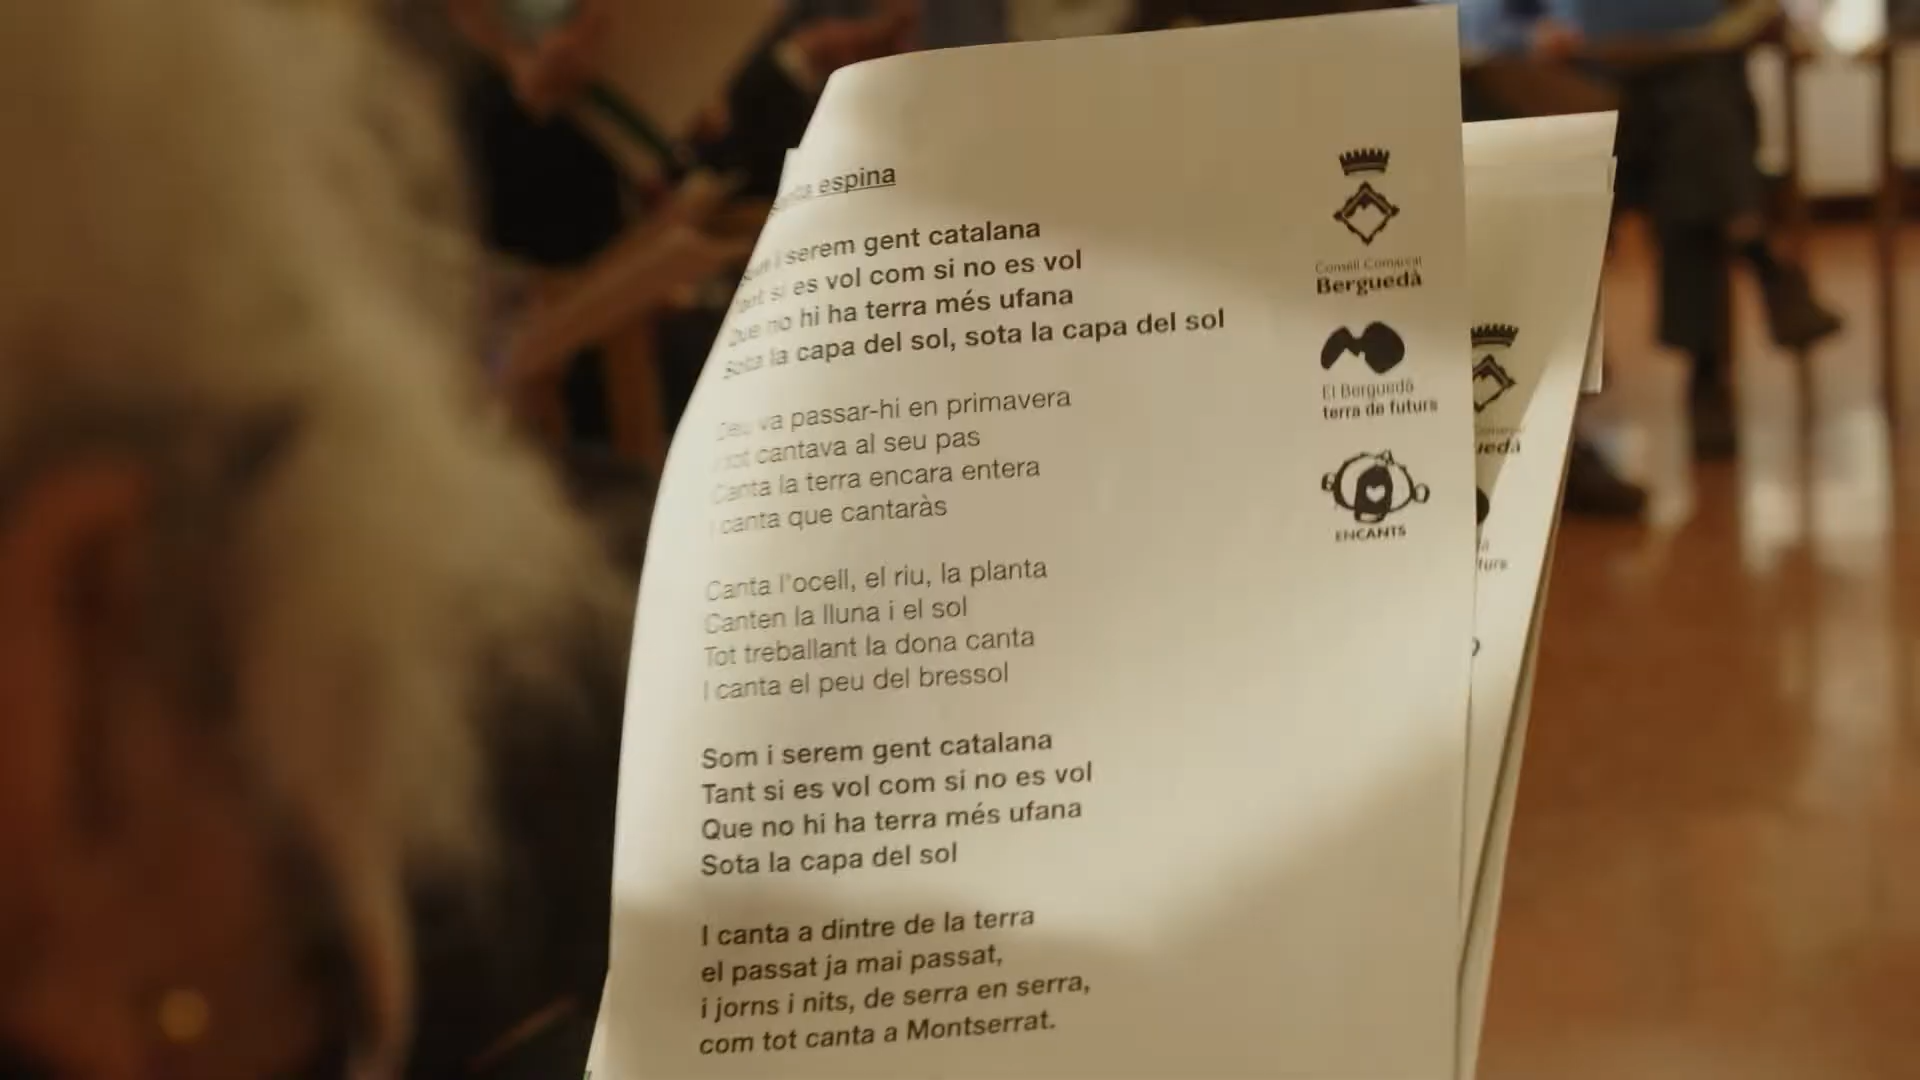 espina
i serem gent catalana
si es vol com si no es vol
Que no hi ha terra més ufana
Sota la capa del sol, sota la capa del sol
Deu va passar-hi en primavera
I tot cantava al seu pas
Canta la terra encara entera
I canta que cantaràs
Canta l'ocell, el riu, la planta
Canten la lluna i el sol
Tot treballant la dona canta
I canta el peu del bressol
Som i serem gent catalana
Tant si es vol com si no es vol
Que no hi ha terra més ufana
Sota la capa del sol
I canta a dintre de la terra
el passat ja mai passat,
i jorns i nits, de serra en serra,
com tot canta a Montserrat.
Consell Comarcal
Berguedà
El Berguedà
terra de futurs
ENCANTS